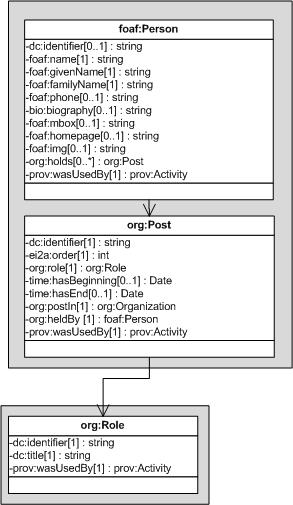 foaf:Person
-dc:identifier[0..1] : string
-foaf:name[1] : string
-foaf:givenName[1] : string
-foaf:familyName[1] : string
-foaf:phone[0..1] : string
-bio:biography[0..1] : string
-foaf:mbox[0..1] : string
-foaf:homepage[0..1] : string
-foaf:img[0..1] : string
-org:holds[0..*] : org:Post
-prov:wasUsedBy[1] : prov:Activity
org:Post
-dc:identifier[1] : string
-ei2a:order[1] : int
-org:role[1] : org:Role
-time:hasBeginning[0..1] : Date
-time:hasEnd[0..1] : Date
-org:postIn[1] : org:Organization
-org:heldBy [1] : foaf:Person
-prov:wasUsedBy[1] : prov:Activity
org:Role
-dc:identifier[1] : string
-dc:title[1] : string
-prov:wasUsedBy[1] : prov:Activity